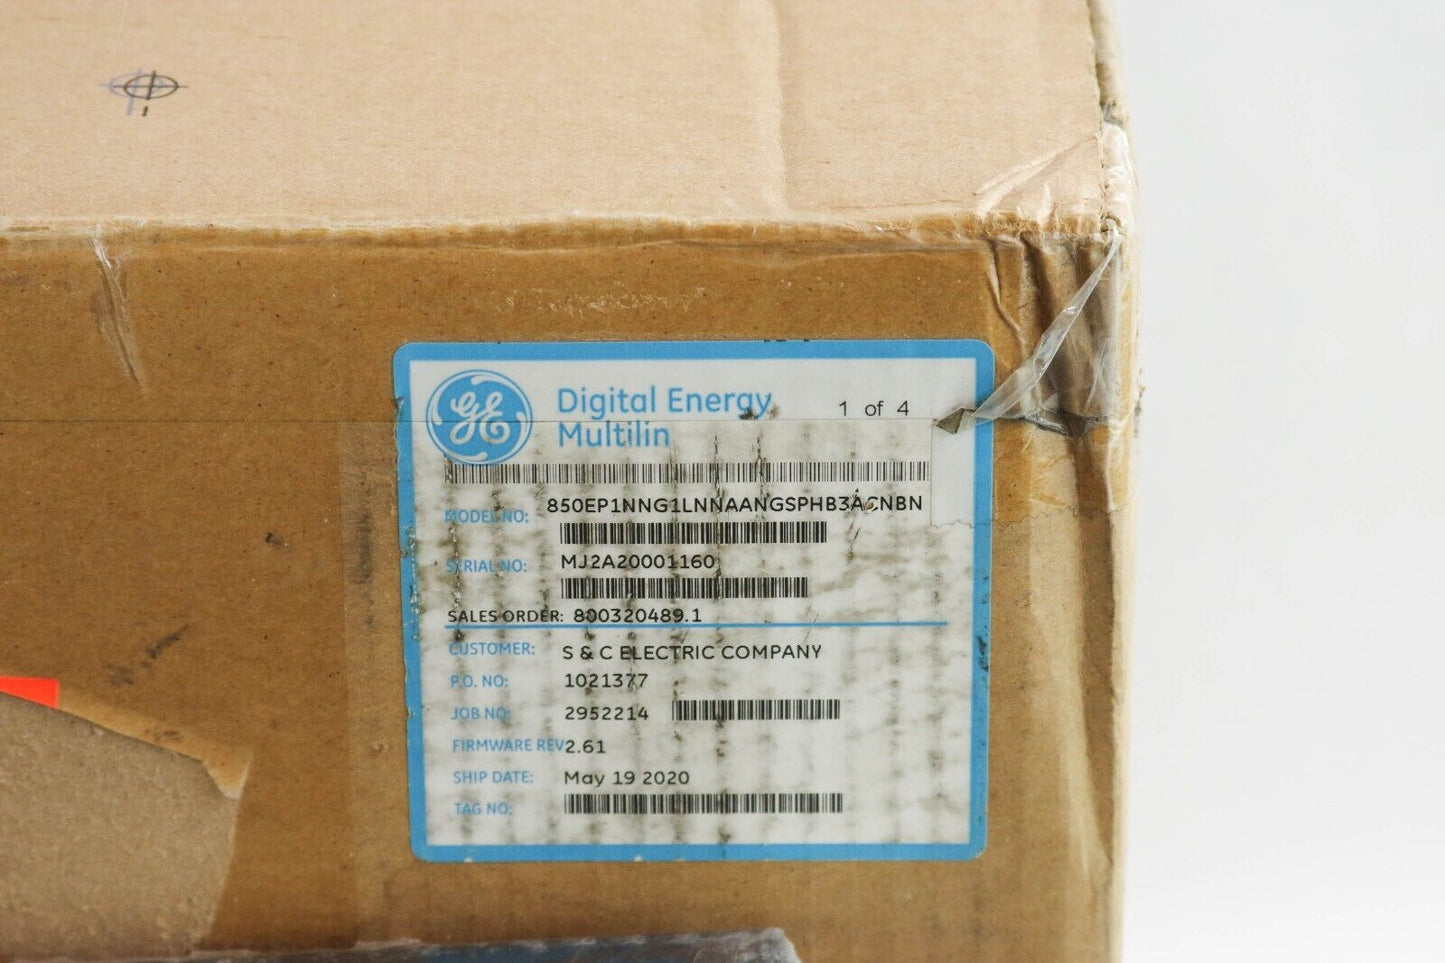 GE
Digital Energy
Multilin
1 of 4
MODEL NO: 850EP1NNG1LNNAANGSPHB3ACNBN
SERIAL NO: MJ2A20001160
SALES ORDER: 800320489.1
CUSTOMER: S & C ELECTRIC COMPANY
P.O. NO: 1021377
JOB NO: 2952214
FIRMWARE REV 2.61
SHIP DATE: May 19 2020
TAG NO: